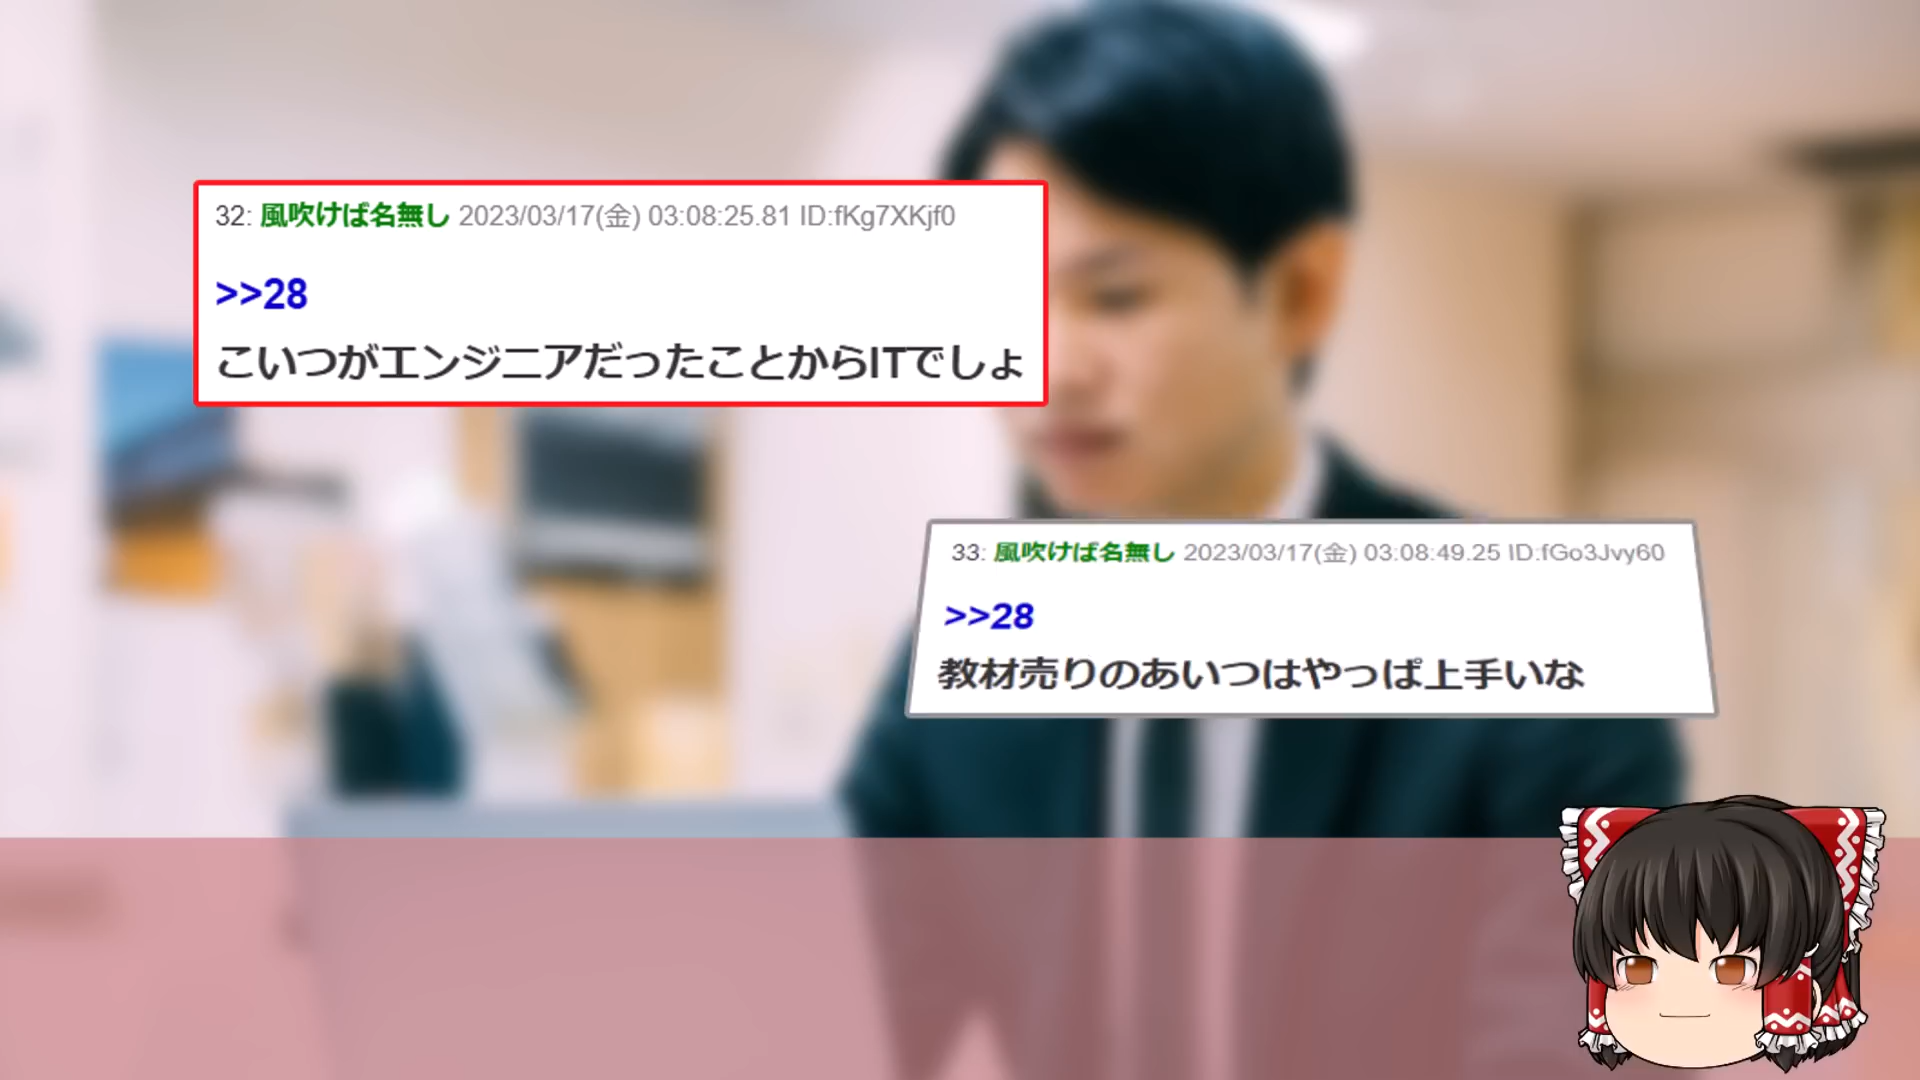 32: 風吹けば名無し 2023/03/17(金) 03:08:25.81 ID:fKg7XKjf0
>>28
こいつがエンジニアだったことからITでしょ
33: 風吹けば名無し 2023/03/17(金) 03:08:49.25 ID:fGo3Jvy60
>>28
教材売りのあいつはやっぱ上手いな